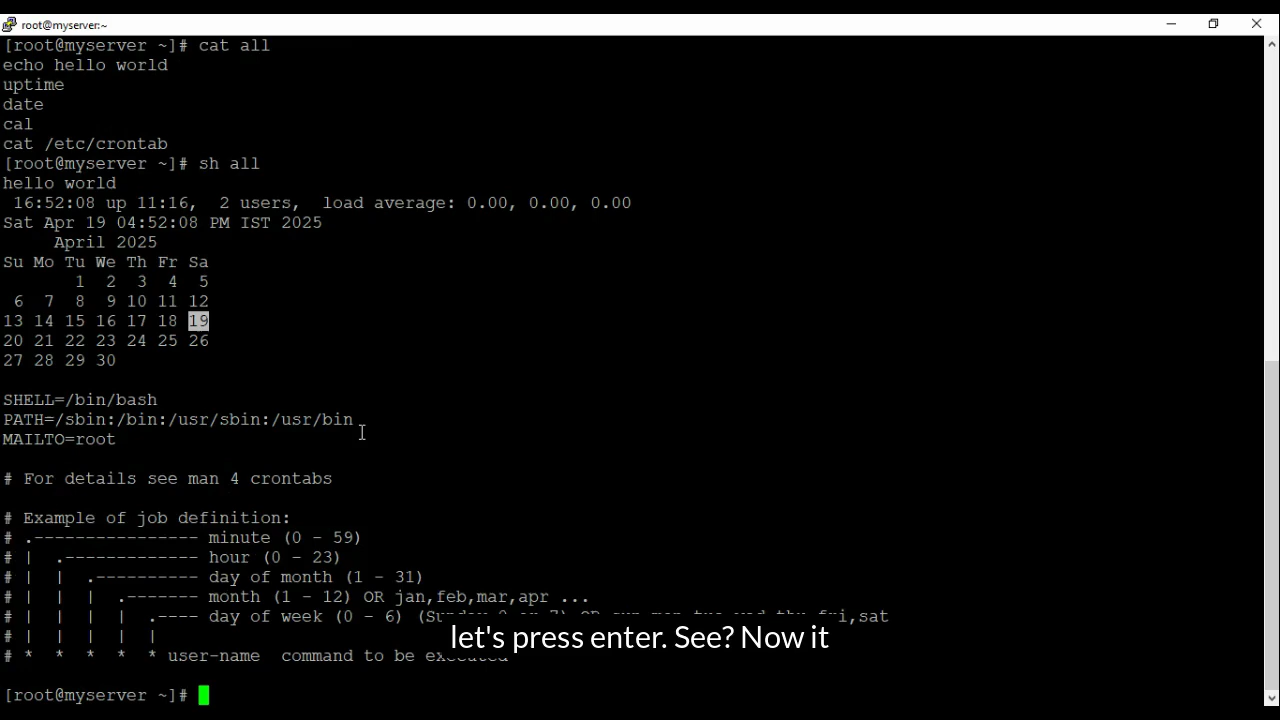 root@myserver:~
[root@myserver ~]# cat all
echo hello world
uptime
date
cal
cat /etc/crontab
[root@myserver ~]# sh all
hello world
 16:52:08 up 11:16,  2 users,  load average: 0.00, 0.00, 0.00
Sat Apr 19 04:52:08 PM IST 2025
     April 2025
Su Mo Tu We Th Fr Sa
       1  2  3  4  5
 6  7  8  9 10 11 12
13 14 15 16 17 18 19
20 21 22 23 24 25 26
27 28 29 30
SHELL=/bin/bash
PATH=/sbin:/bin:/usr/sbin:/usr/bin
MAILTO=root
# For details see man 4 crontabs
# Example of job definition:
# .---------------- minute (0 - 59)
# |  .------------- hour (0 - 23)
# |  |  .---------- day of month (1 - 31)
# |  |  |  .------- month (1 - 12) OR jan,feb,mar,apr ...
# |  |  |  |  .---- day of week (0 - 6) (Sunday fri,sat
# |  |  |  |  |
let's press enter. See? Now it
# *  *  *  *  * user-name  command to be executed
[root@myserver ~]#